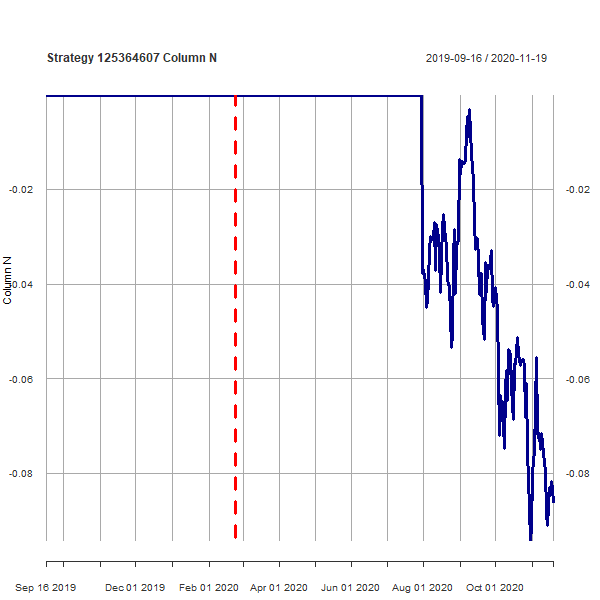 Strategy 125364607 Column N
2019-09-16 / 2020-11-19
-0.02
-0.02
Column N
-0.04
-0.04
-0.06
-0.06
-0.08
-0.08
Sep 16 2019
Dec 01 2019
Feb 01 2020
Apr 01 2020
Jun 01 2020
Aug 01 2020
Oct 01 2020